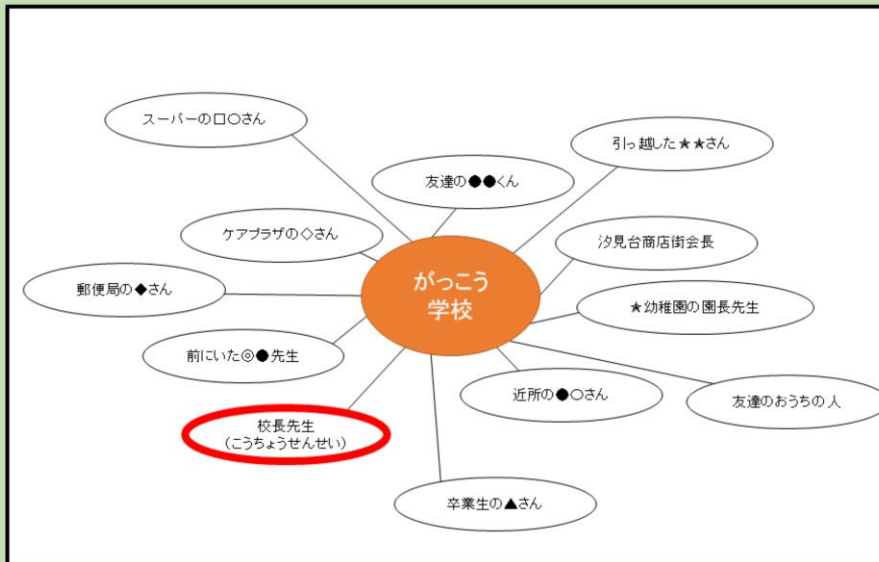 スーパーの口〇さん
引っ越した★★さん
友達の●●くん
ケアプラザの◇さん
汐見台商店街会長
郵便局の◆さん
がっこう
学校
★幼稚園の園長先生
前にいた◎●先生
近所の●〇さん
友達のおうちの人
校長先生
(こうちょうせんせい)
卒業生の▲さん